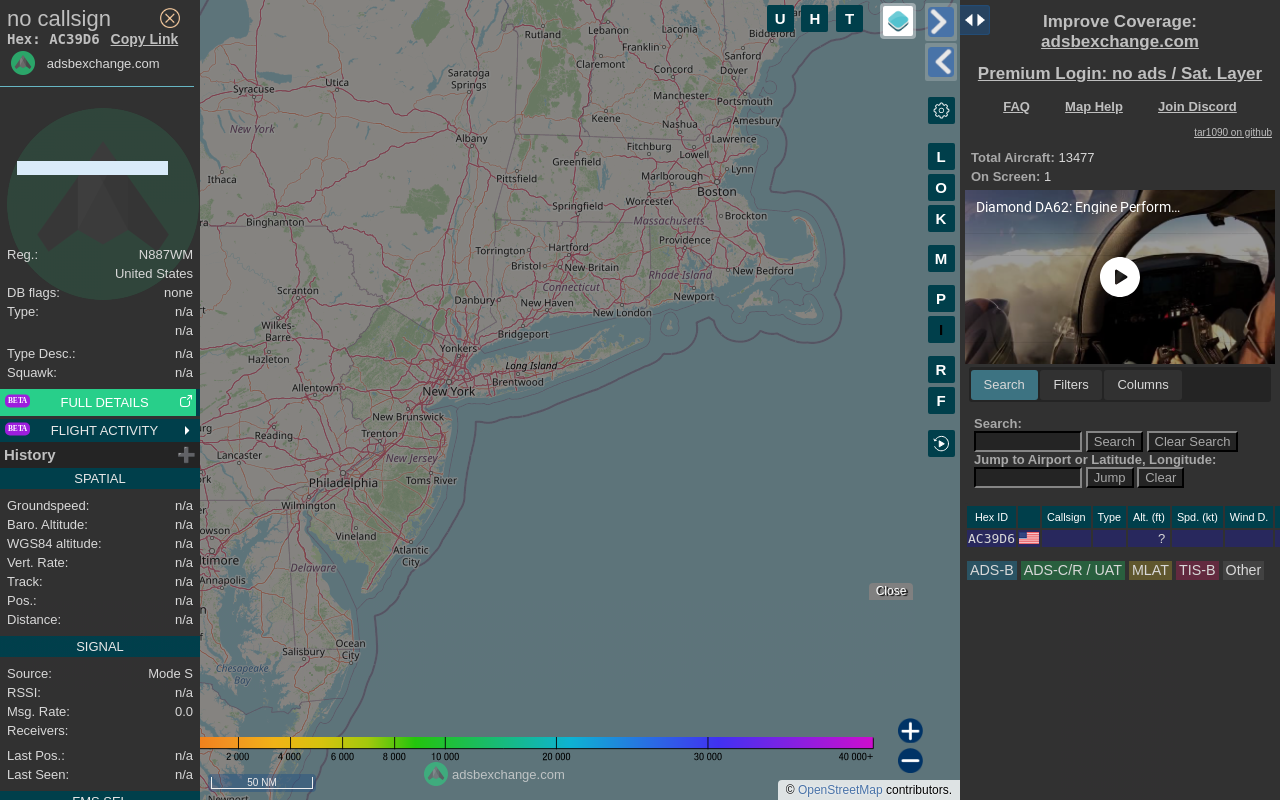 no callsign
Hex: AC39D6 Copy Link
adsbexchange.com
Reg.: N887WM
United States
DB flags: none
Type: n/a
n/a
Type Desc.: n/a
Squawk: n/a
BETA FULL DETAILS
BETA FLIGHT ACTIVITY
History
SPATIAL
Groundspeed: n/a
Baro. Altitude: n/a
WGS84 altitude: n/a
Vert. Rate: n/a
Track: n/a
Pos.: n/a
Distance: n/a
SIGNAL
Source: Mode S
RSSI: n/a
Msg. Rate: 0.0
Receivers:
Last Pos.: n/a
Last Seen: n/a
FMS SEL
U H T
L
O
K
M
P
I
R
F
Rutland
Lebanon
Laconia
Biddeford
Franklin
Sanford
Claremont
Concord
Dover
Saratoga
Springs
Utica
Syracuse
Manchester
Portsmouth
Keene
Nashua
Amesbury
New York
Albany
Lawrence
Fitchburg
Lowell
Greenfield
Lynn
Ithaca
Pittsfield
Marlborough
Boston
Worcester
Springfield
Massachusetts
Brockton
Binghamton
Providence
Torrington
Hartford
Bristol
New Britain
Rhode Island
New Bedford
Connecticut
Newport
Scranton
Danbury
New Haven
New London
Wilkes-
Barre
Bridgeport
Hazleton
Yonkers
Long Island
Brentwood
Allentown
New York
New Brunswick
Reading
Trenton
Lancaster
New Jersey
Toms River
Philadelphia
Wilmington
Vineland
Atlantic
City
Annapolis
Delaware
Ocean
City
Salisbury
Chesapeake
Bay
Close
2 000 4 000 6 000 8 000 10 000 20 000 30 000 40 000+
adsbexchange.com
50 NM
© OpenStreetMap contributors.
Improve Coverage:
adsbexchange.com
Premium Login: no ads / Sat. Layer
FAQ Map Help Join Discord
tar1090 on github
Total Aircraft: 13477
On Screen: 1
Diamond DA62: Engine Perform...
Search Filters Columns
Search:
Search Clear Search
Jump to Airport or Latitude, Longitude:
Jump Clear
Hex ID Callsign Type Alt. (ft) Spd. (kt) Wind D.
AC39D6 ?
ADS-B ADS-C/R / UAT MLAT TIS-B Other